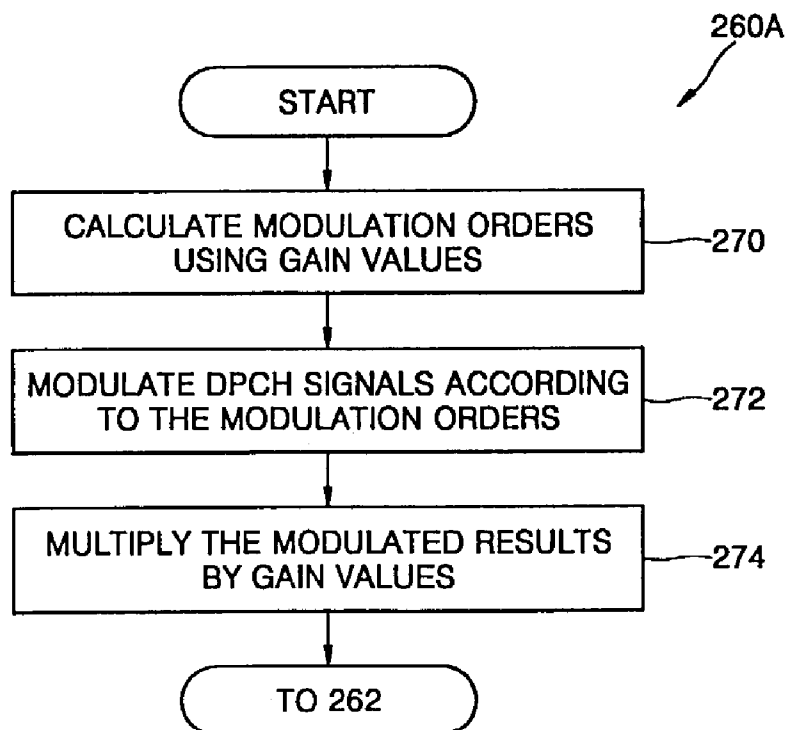 260A
START
CALCULATE MODULATION ORDERS
USING GAIN VALUES
270
MODULATE DPCH SIGNALS ACCORDING
TO THE MODULATION ORDERS
272
MULTIPLY THE MODULATED RESULTS
BY GAIN VALUES
274
TO 262